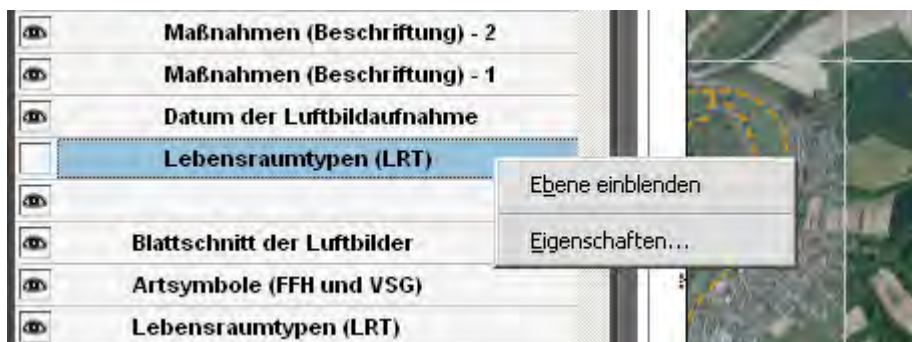 Maßnahmen (Beschriftung) - 2
Maßnahmen (Beschriftung) - 1
Datum der Luftbildaufnahme
Lebensraumtypen (LRT)
Ebene einblenden
Blattschnitt der Luftbilder
Eigenschaften...
Artsymbole (FFH und VSG)
Lebensraumtypen (LRT)